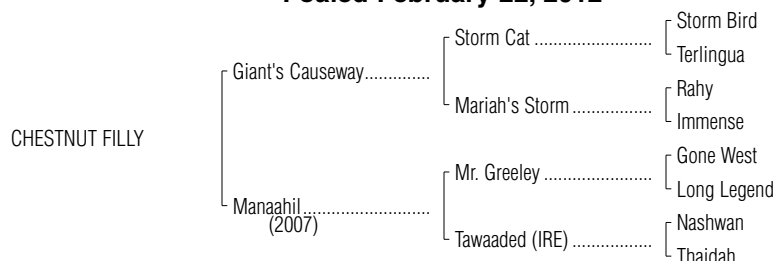 Foaled February 22, 2012
Storm Bird
Storm Cat ..........................
Terlingua
Giant's Causeway..............
Rahy
Mariah's Storm ..................
Immense
CHESTNUT FILLY
Gone West
Mr. Greeley ........................
Long Legend
Manaahil...........................
(2007)
Nashwan
Tawaaded (IRE) .................
Thaidah